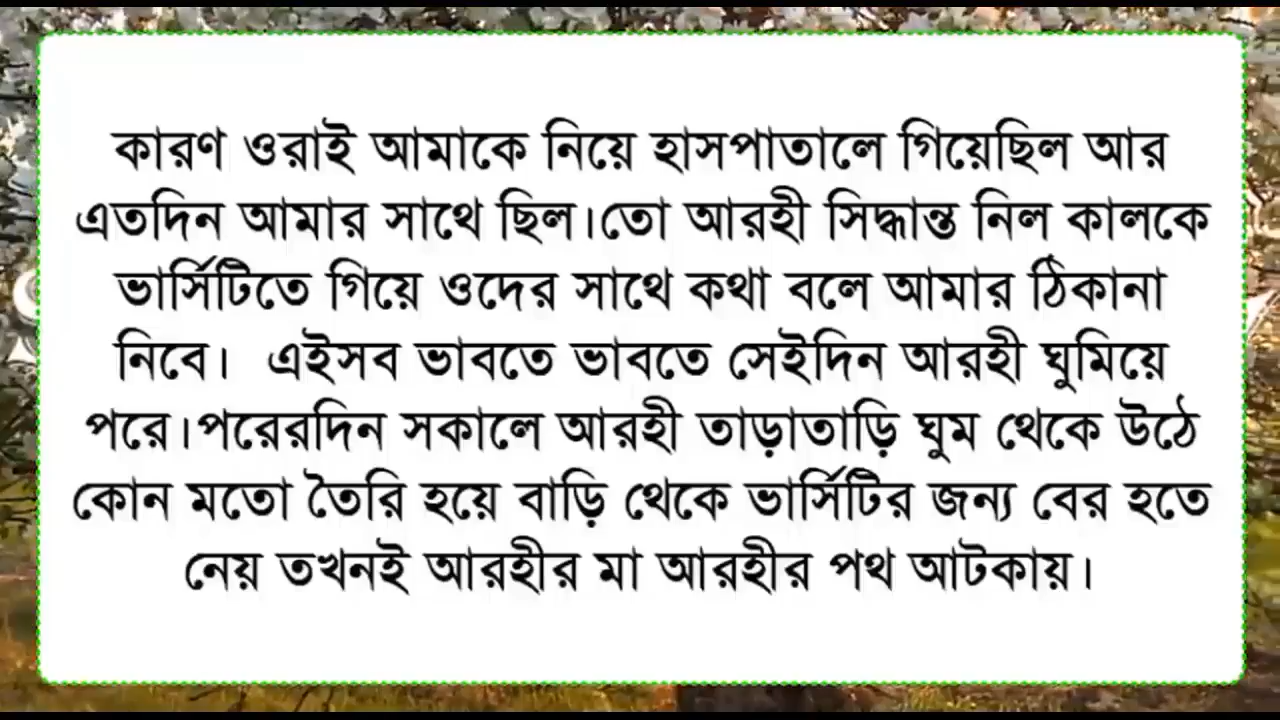 কারণ ওরাই আমাকে নিয়ে হাসপাতালে গিয়েছিল আর
এতদিন আমার সাথে ছিল।তো আরহী সিদ্ধান্ত নিল কালকে
ভার্সিটিতে গিয়ে ওদের সাথে কথা বলে আমার ঠিকানা
নিবে।  এইসব ভাবতে ভাবতে সেইদিন আরহী ঘুমিয়ে
পরে।পরেরদিন সকালে আরহী তাড়াতাড়ি ঘুম থেকে উঠে
কোন মতো তৈরি হয়ে বাড়ি থেকে ভার্সিটির জন্য বের হতে
নেয় তখনই আরহীর মা আরহীর পথ আটকায়।